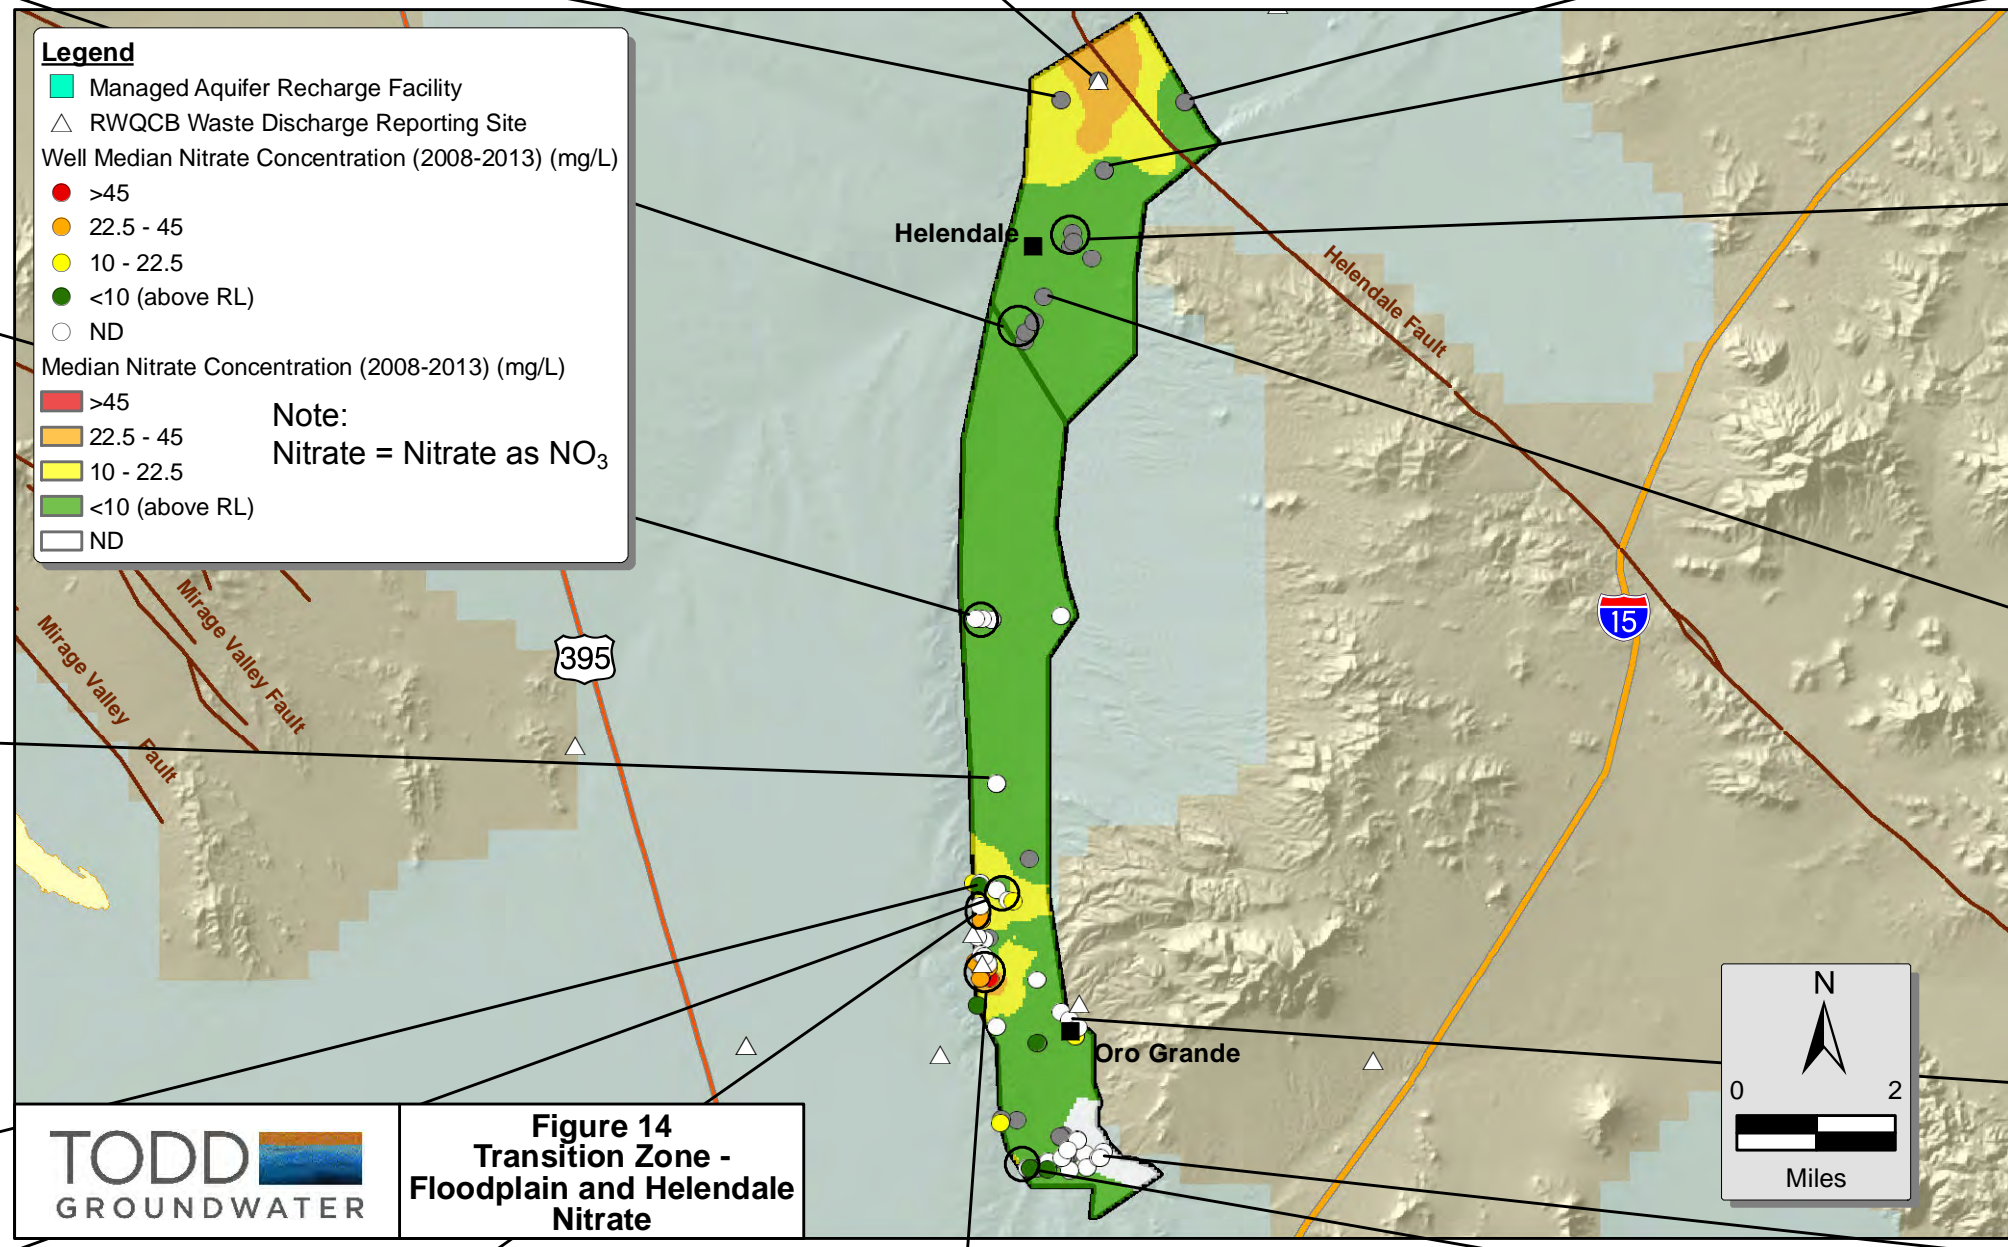 Legend
Managed Aquifer Recharge Facility
RWQCB Waste Discharge Reporting Site
Well Median Nitrate Concentration (2008-2013) (mg/L)
>45
22.5 - 45
10 - 22.5
<10 (above RL)
ND
Median Nitrate Concentration (2008-2013) (mg/L)
>45
22.5 - 45
10 - 22.5
<10 (above RL)
ND
Note:
Nitrate = Nitrate as NO₃
Helendale
Helendale Fault
15
395
Mirage Valley Fault
Mirage Valley Fault
Oro Grande
N
0 2
Miles
TODD
GROUNDWATER
Figure 14
Transition Zone -
Floodplain and Helendale
Nitrate